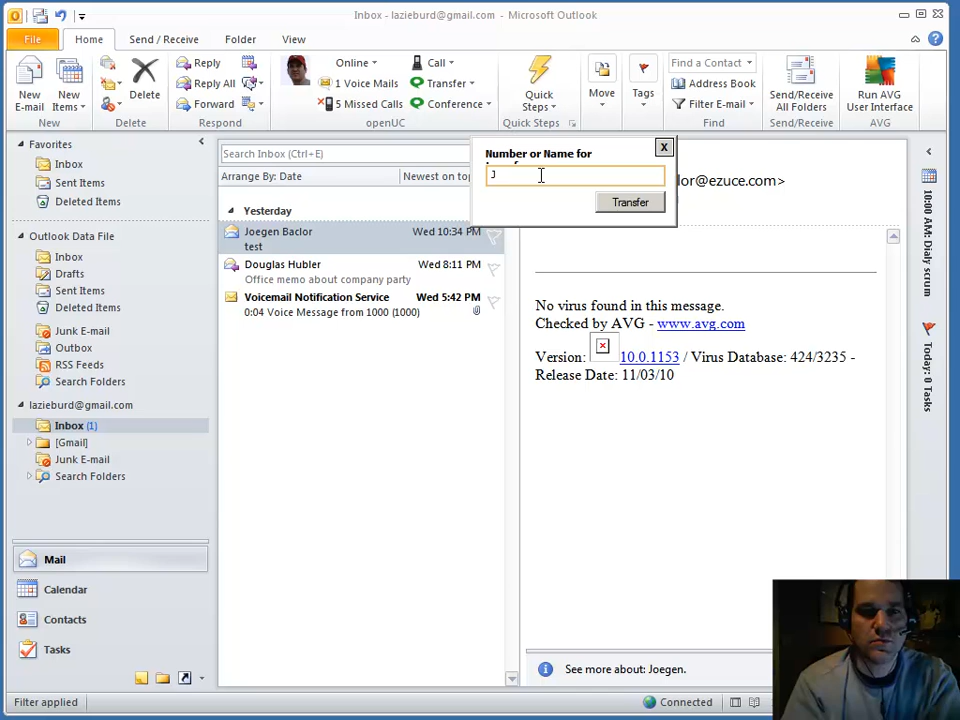 Inbox - lazieburd@gmail.com - Microsoft Outlook
File Home Send / Receive Folder View
New E-mail
New Items
Delete
Reply
Reply All
Forward
Online
1 Voice Mails
5 Missed Calls
Call
Transfer
Conference
Quick Steps
Move
Tags
Find a Contact
Address Book
Filter E-mail
Send/Receive All Folders
Run AVG User Interface
New Delete Respond openUC Quick Steps Find Send/Receive AVG
Favorites
Inbox
Sent Items
Deleted Items
Outlook Data File
Inbox
Drafts
Sent Items
Deleted Items
Junk E-mail
Outbox
RSS Feeds
Search Folders
lazieburd@gmail.com
Inbox (1)
[Gmail]
Junk E-mail
Search Folders
Mail
Calendar
Contacts
Tasks
Search Inbox (Ctrl+E)
Arrange By: Date Newest on top
Yesterday
Joegen Baclor Wed 10:34 PM
test
Douglas Hubler Wed 8:11 PM
Office memo about company party
Voicemail Notification Service Wed 5:42 PM
0:04 Voice Message from 1000 (1000)
Number or Name for
X
J
Transfer
lor@ezuce.com>
No virus found in this message.
Checked by AVG - www.avg.com
Version: 10.0.1153 / Virus Database: 424/3235 -
Release Date: 11/03/10
See more about: Joegen.
10:00 AM: Dialy scrum
Today: 0 Tasks
Filter applied
Connected